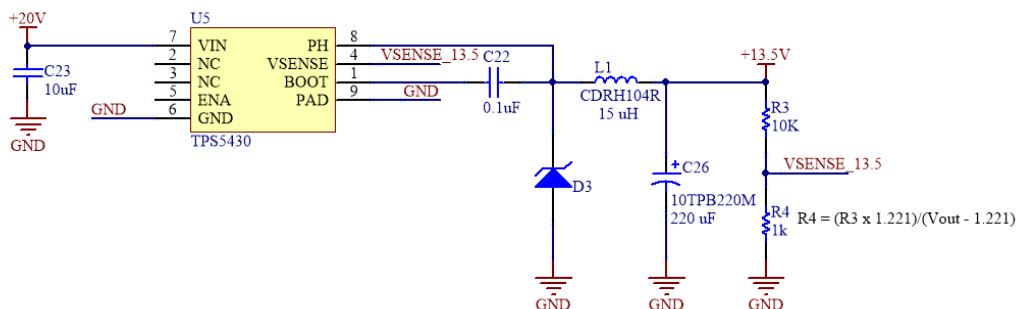 +20V
U5
7 VIN PH 8
2 NC VSENSE 4 VSENSE_13.5
3 NC BOOT 1
5 ENA PAD 9 GND
GND 6 GND
TPS5430
C23
10uF
GND
C22
0.1uF
L1
CDRH104R
15 uH
+13.5V
R3
10K
VSENSE_13.5
D3
+
C26
10TPB220M
220 uF
R4
1k
R4 = (R3 x 1.221)/(Vout - 1.221)
GND
GND
GND